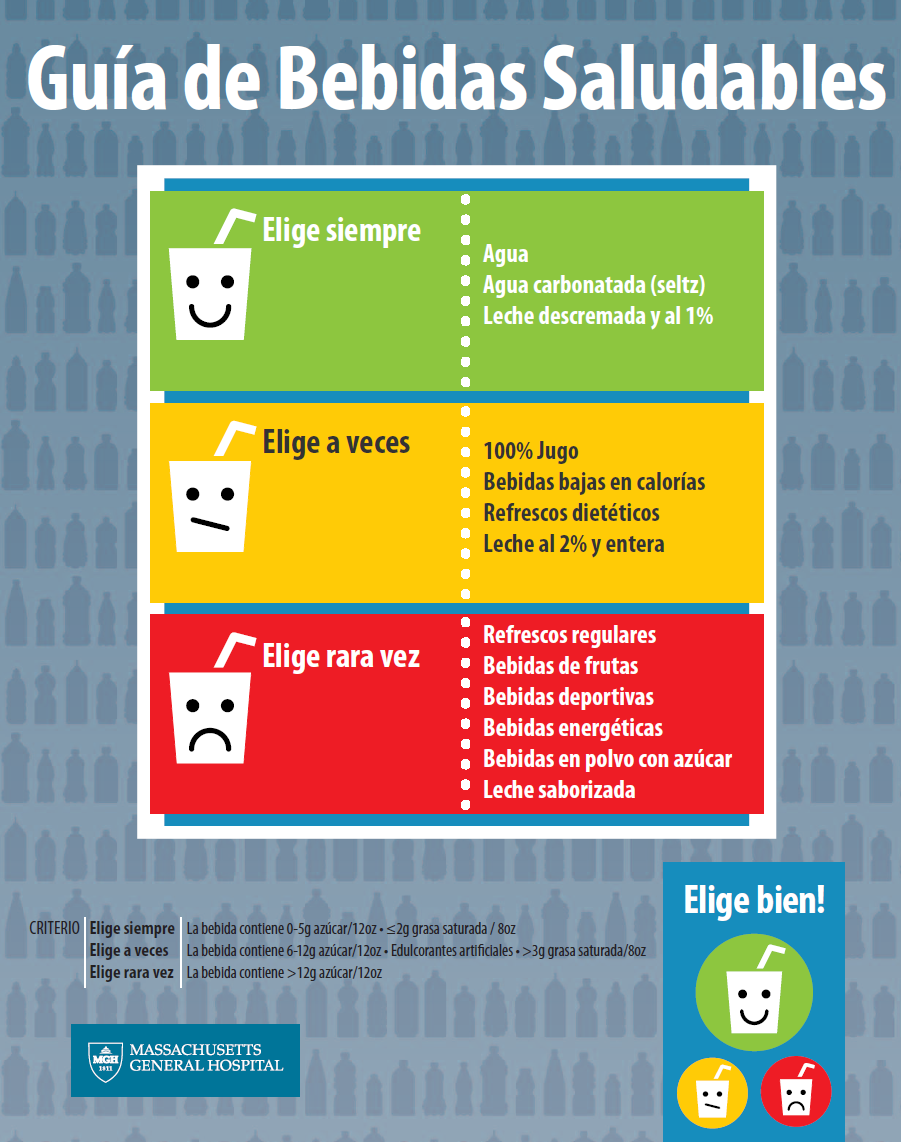 Guía de Bebidas Saludables
Elige siempre
Agua
Agua carbonatada (seltz)
Leche descremada y al 1%
Elige a veces
100% Jugo
Bebidas bajas en calorías
Refrescos dietéticos
Leche al 2% y entera
Elige rara vez
Refrescos regulares
Bebidas de frutas
Bebidas deportivas
Bebidas energéticas
Bebidas en polvo con azúcar
Leche saborizada
CRITERIO Elige siempre La bebida contiene 0-5g azúcar/12oz • ≤2g grasa saturada / 8oz
Elige a veces La bebida contiene 6-12g azúcar/12oz • Edulcorantes artificiales • >3g grasa saturada/8oz
Elige rara vez La bebida contiene >12g azúcar/12oz
Elige bien!
MGH
1811
MASSACHUSETTS
GENERAL HOSPITAL